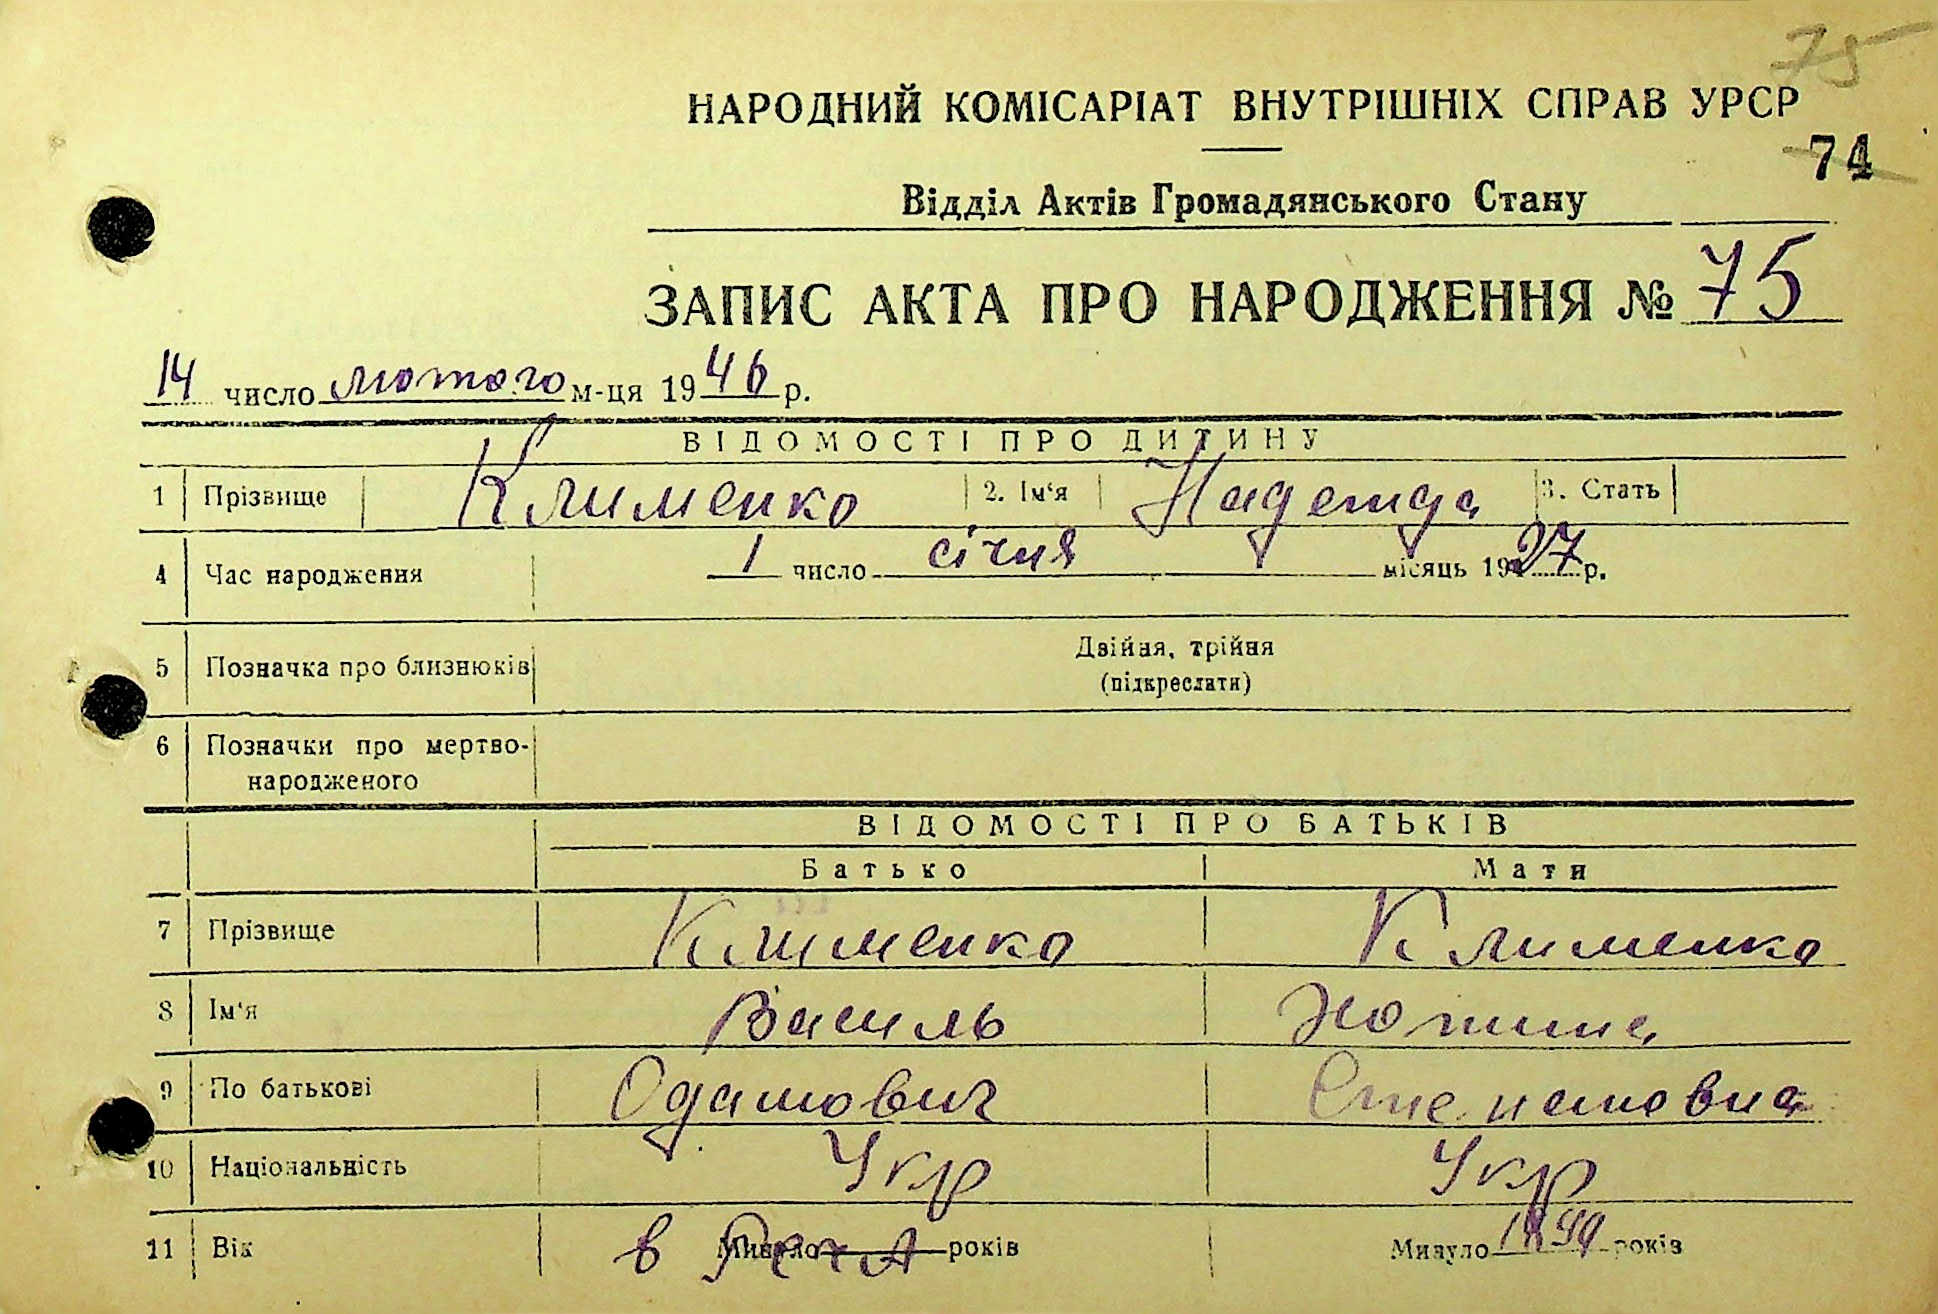 75
НАРОДНИЙ КОМІСАРІАТ ВНУТРІШНІХ СПРАВ УРСР
74
Відділ Актів Громадянського Стану
ЗАПИС АКТА ПРО НАРОДЖЕННЯ № 75
14 число лютого м-ця 1946 р.
ВІДОМОСТІ ПРО ДИТИНУ
1 Прізвище Клименко 2. Ім'я Надежда 3. Стать
4 Час народження 1 число січня місяць 1927 р.
5 Позначка про близнюків Двійня, трійня
(підкреслити)
6 Позначки про мертво-
народженого
ВІДОМОСТІ ПРО БАТЬКІВ
Батько Мати
7 Прізвище Клименко Клименко
8 Ім'я Василь
9 По батькові Одамович
10 Національність Укр Укр
11 Вік в Минуло років Минуло 1899 років